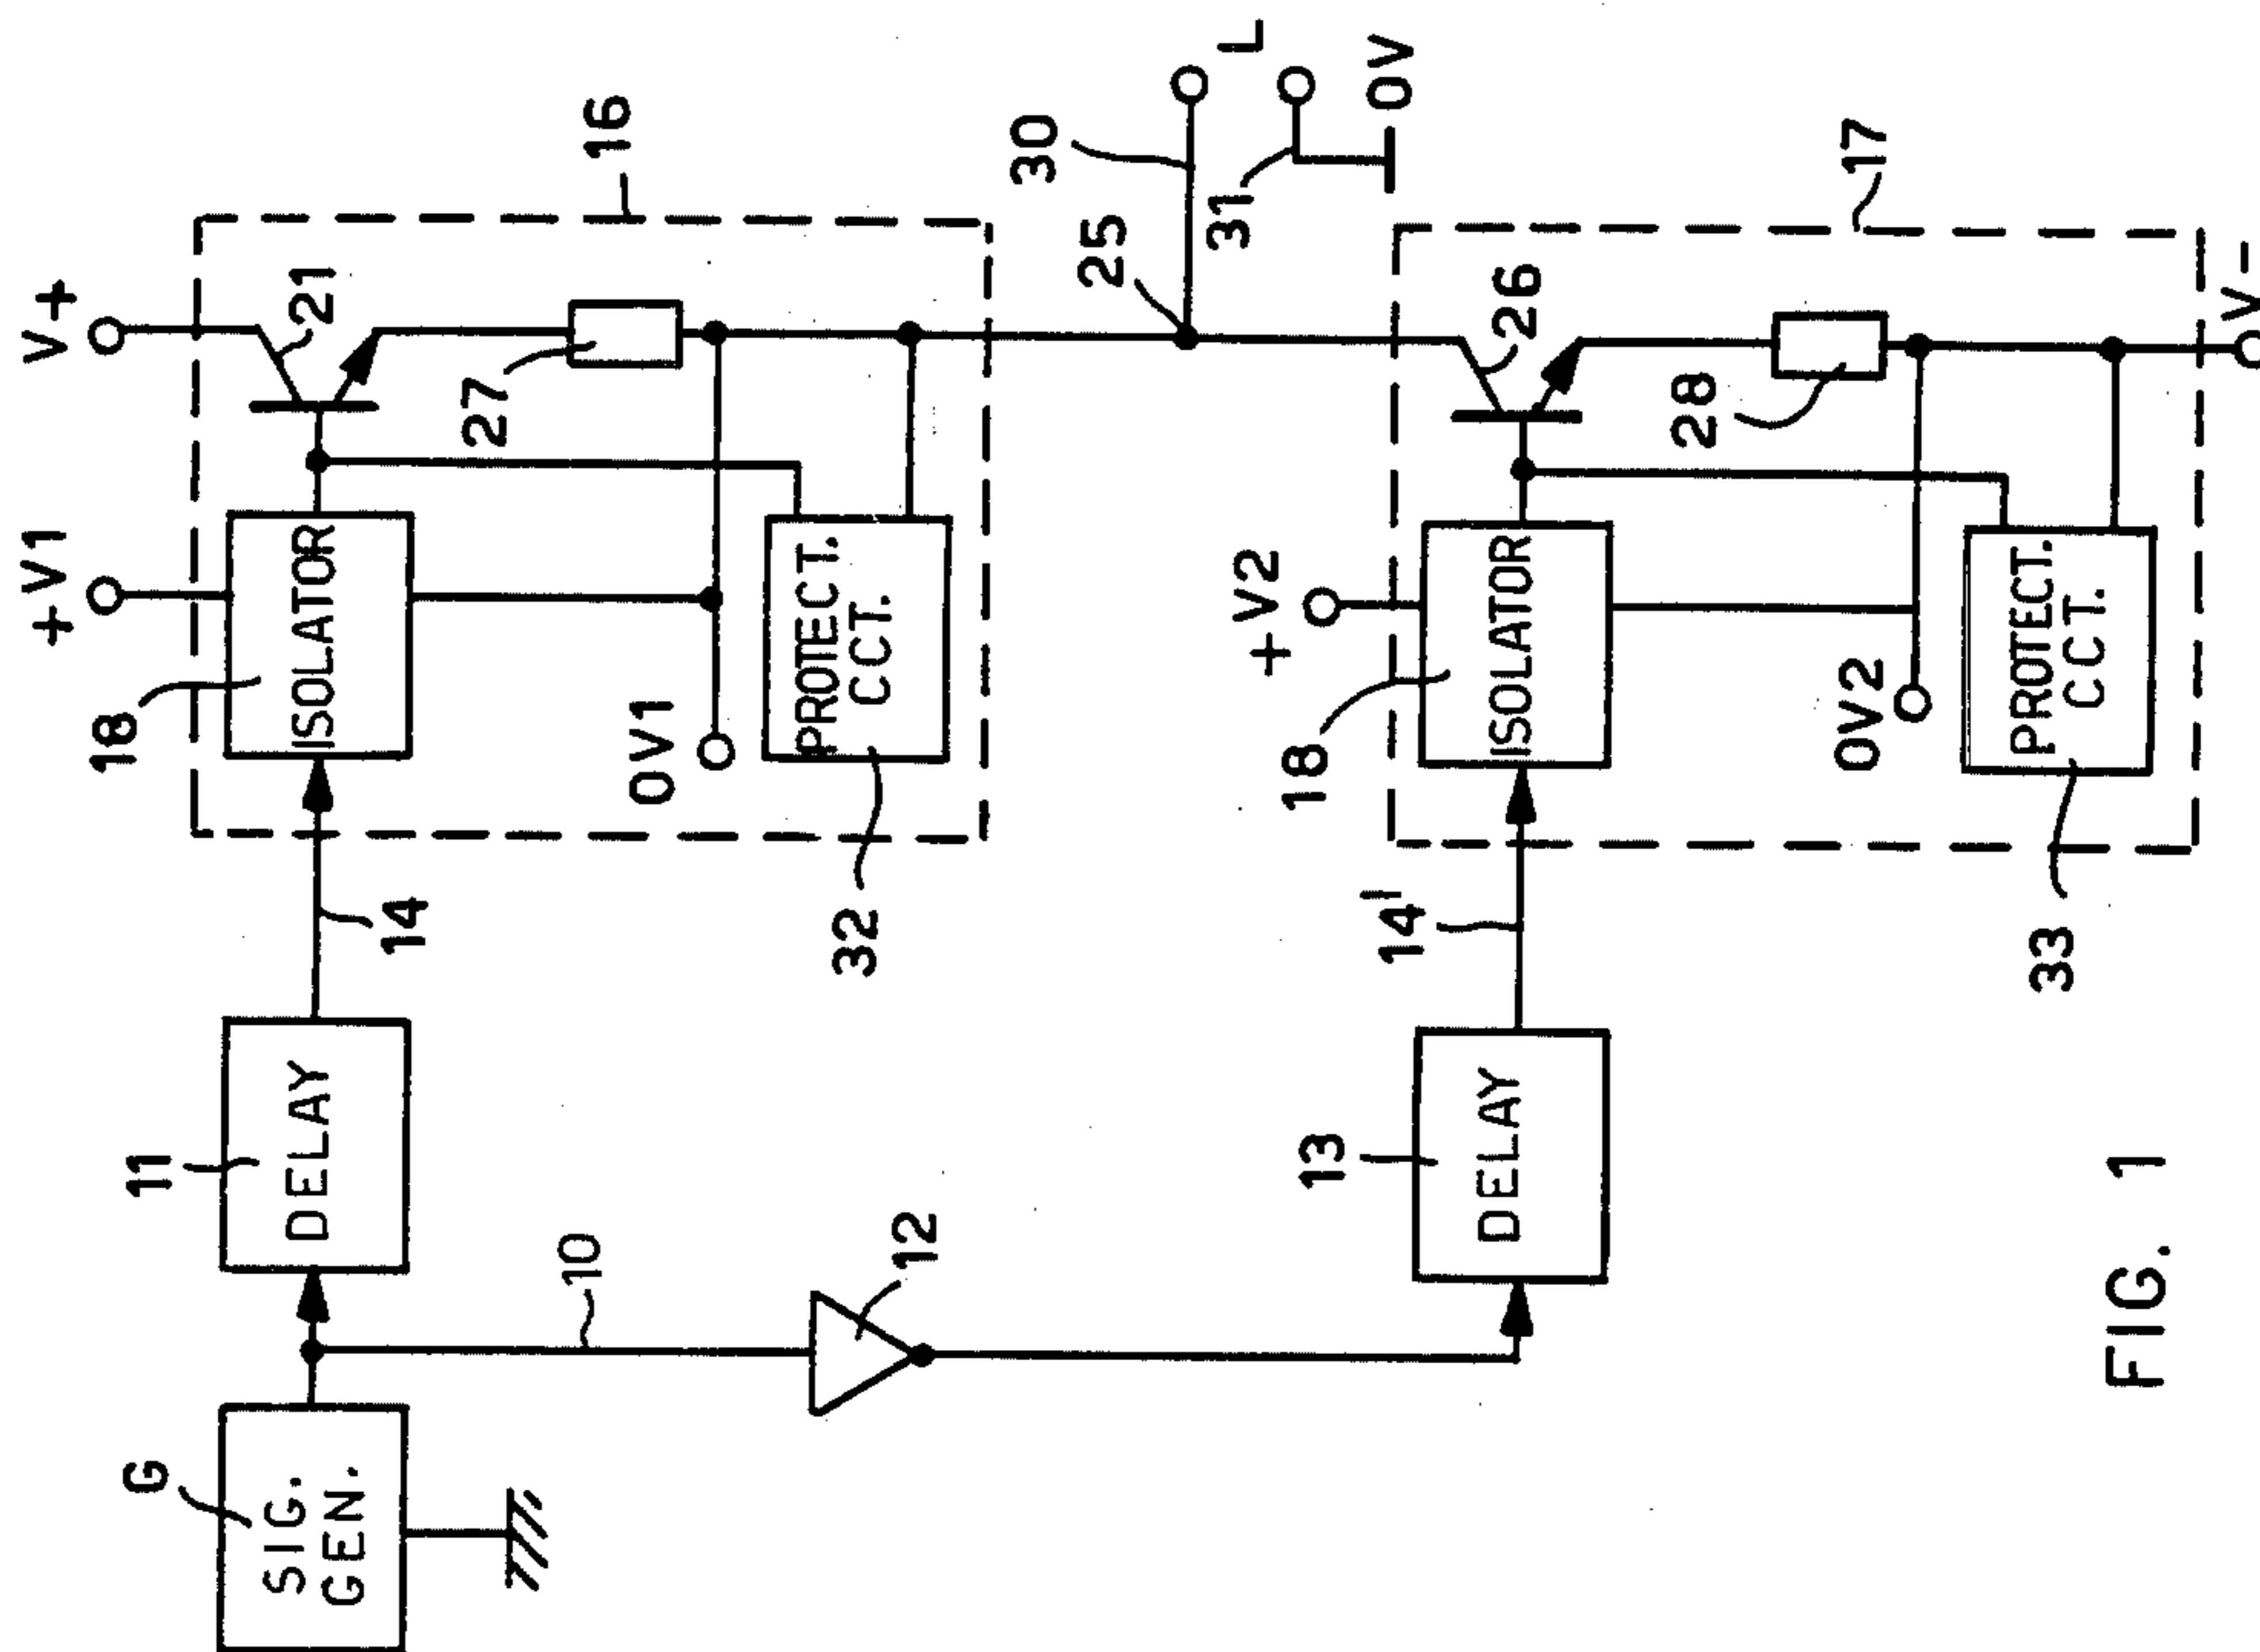 V+
+V1
16
21
18
ISOLATOR
27
0V1
PROTECT.
CCT.
32
14
11
DELAY
G
SIG.
GEN.
10
12
25
30
L
31
0V
17
+V2
26
18
ISOLATOR
28
0V2
PROTECT.
CCT.
33
V-
14'
13
DELAY
FIG. 1